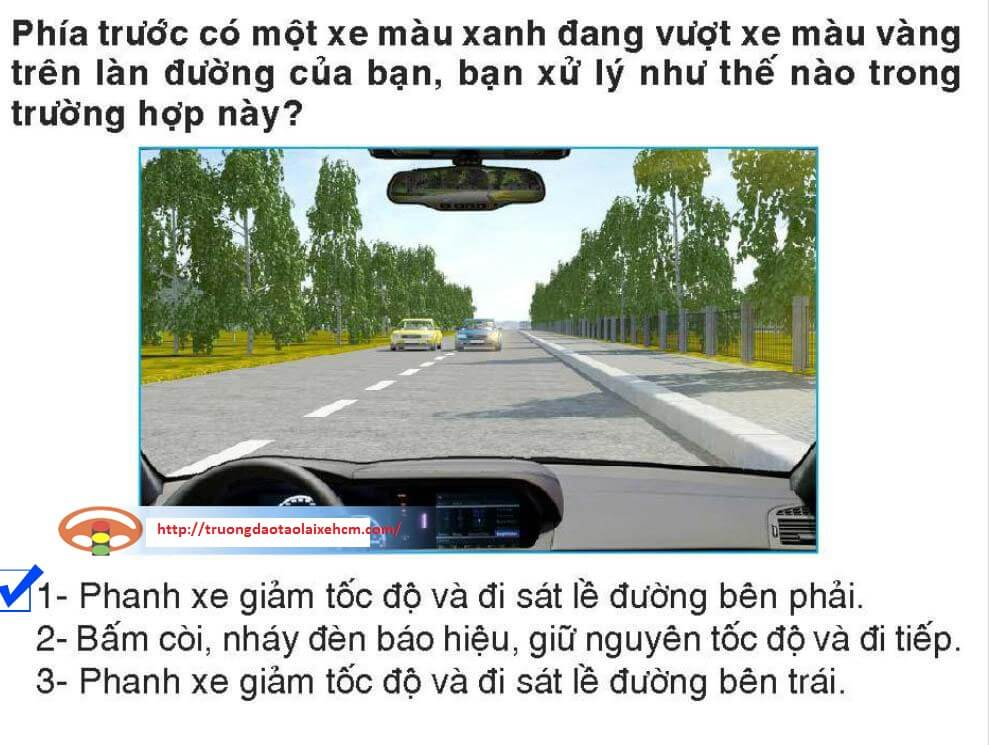 Phía trước có một xe màu xanh đang vượt xe màu vàng
trên làn đường của bạn, bạn xử lý như thế nào trong
trường hợp này?
http://truongdaotaolaixehcm.com/
1- Phanh xe giảm tốc độ và đi sát lề đường bên phải.
2- Bấm còi, nháy đèn báo hiệu, giữ nguyên tốc độ và đi tiếp.
3- Phanh xe giảm tốc độ và đi sát lề đường bên trái.